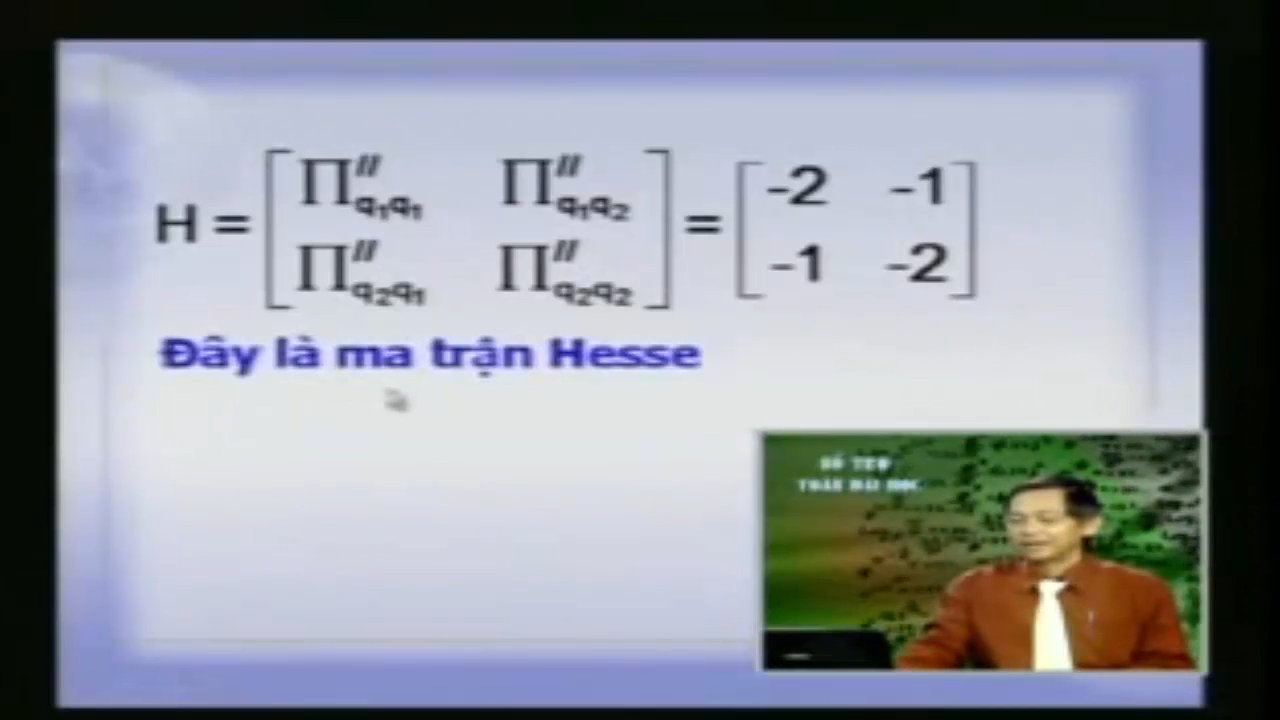 H = [ ∏''q₁q₁ ∏''q₁q₂ ; ∏''q₂q₁ ∏''q₂q₂ ] = [ -2 -1 ; -1 -2 ]
Đây là ma trận Hesse